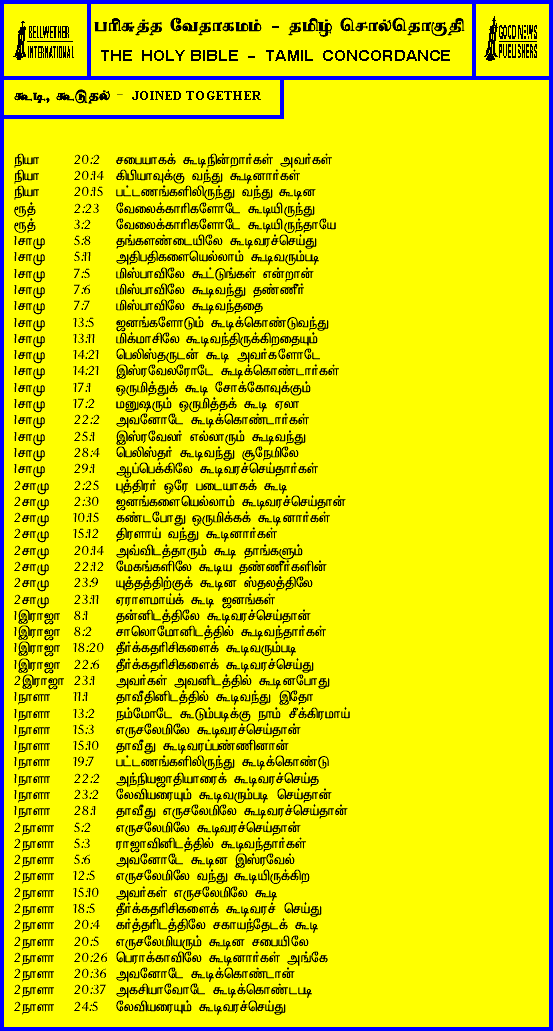 BELLWETHER
INTERNATIONAL
பரிசுத்த வேதாகமம் - தமிழ் சொல்தொகுதி
THE HOLY BIBLE - TAMIL CONCORDANCE
GOOD NEWS
PUBLISHERS
கூடி, கூடுதல் - JOINED TOGETHER
நியா 20:2 சபையாகக் கூடிநின்றார்கள் அவர்கள்
நியா 20:14 கிபியாவுக்கு வந்து கூடினார்கள்
நியா 20:15 பட்டணங்களிலிருந்து வந்து கூடின
ரூத் 2:23 வேலைக்காரிகளோடே கூடியிருந்து
ரூத் 3:2 வேலைக்காரிகளோடே கூடியிருந்தாயே
1சாமு 5:8 தங்களண்டையிலே கூடிவரச்செய்து
1சாமு 5:11 அதிபதிகளையெல்லாம் கூடிவரும்படி
1சாமு 7:5 மிஸ்பாவிலே கூட்டுங்கள் என்றான்
1சாமு 7:6 மிஸ்பாவிலே கூடிவந்து தண்ணீர்
1சாமு 7:7 மிஸ்பாவிலே கூடிவந்ததை
1சாமு 13:5 ஜனங்களோடும் கூடிக்கொண்டுவந்து
1சாமு 13:11 மிக்மாசிலே கூடிவந்திருக்கிறதையும்
1சாமு 14:21 பெலிஸ்தருடன் கூடி அவர்களோடே
1சாமு 14:21 இஸ்ரவேலரோடே கூடிக்கொண்டார்கள்
1சாமு 17:1 ஒருமித்துக் கூடி சோக்கோவுக்கும்
1சாமு 17:2 மனுஷரும் ஒருமித்தக் கூடி ஏலா
1சாமு 22:2 அவனோடே கூடிக்கொண்டார்கள்
1சாமு 25:1 இஸ்ரவேலர் எல்லாரும் கூடிவந்து
1சாமு 28:4 பெலிஸ்தர் கூடிவந்து சூநேமிலே
1சாமு 29:1 ஆப்பெக்கிலே கூடிவரச்செய்தார்கள்
2சாமு 2:25 புத்திரர் ஒரே படையாகக் கூடி
2சாமு 2:30 ஜனங்களையெல்லாம் கூடிவரச்செய்தான்
2சாமு 10:15 கண்டபோது ஒருமிக்கக் கூடினார்கள்
2சாமு 15:12 திரளாய் வந்து கூடினார்கள்
2சாமு 20:14 அவ்விடத்தாரும் கூடி தாங்களும்
2சாமு 22:12 மேகங்களிலே கூடிய தண்ணீர்களின்
2சாமு 23:9 யுத்தத்திற்குக் கூடின ஸ்தலத்திலே
2சாமு 23:11 ஏராளமாய்க் கூடி ஜனங்கள்
1இராஜா 8:1 தன்னிடத்திலே கூடிவரச்செய்தான்
1இராஜா 8:2 சாலொமோனிடத்தில் கூடிவந்தார்கள்
1இராஜா 18:20 தீர்க்கதரிசிகளைக் கூடிவரும்படி
1இராஜா 22:6 தீர்க்கதரிசிகளைக் கூடிவரச்செய்து
2இராஜா 23:1 அவர்கள் அவனிடத்தில் கூடினபோது
1நாளா 11:1 தாவீதினிடத்தில் கூடிவந்து இதோ
1நாளா 13:2 நம்மோடே கூடும்படிக்கு நாம் சீக்கிரமாய்
1நாளா 15:3 எருசலேமிலே கூடிவரச்செய்தான்
1நாளா 15:10 தாவீது கூடிவரப்பண்ணினான்
1நாளா 19:7 பட்டணங்களிலிருந்து கூடிக்கொண்டு
1நாளா 22:2 அந்நியஜாதியாரைக் கூடிவரச்செய்த
1நாளா 23:2 லேவியரையும் கூடிவரும்படி செய்தான்
1நாளா 28:1 தாவீது எருசலேமிலே கூடிவரச்செய்தான்
2நாளா 5:2 எருசலேமிலே கூடிவரச்செய்தான்
2நாளா 5:3 ராஜாவினிடத்தில் கூடிவந்தார்கள்
2நாளா 5:6 அவனோடே கூடின இஸ்ரவேல்
2நாளா 12:5 எருசலேமிலே வந்து கூடியிருக்கிற
2நாளா 15:10 அவர்கள் எருசலேமிலே கூடி
2நாளா 18:5 தீர்க்கதரிசிகளைக் கூடிவரச் செய்து
2நாளா 20:4 கர்த்தரிடத்திலே சகாயந்தேடக் கூடி
2நாளா 20:5 எருசலேமியரும் கூடின சபையிலே
2நாளா 20:26 பெராக்காவிலே கூடினார்கள் அங்கே
2நாளா 20:36 அவனோடே கூடிக்கொண்டான்
2நாளா 20:37 அகசியாவோடே கூடிக்கொண்டபடி
2நாளா 24:5 லேவியரையும் கூடிவரச்செய்து